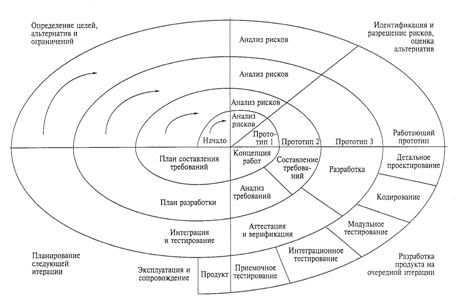 Определение целей,
альтернатив и
ограничений
Идентификация и
разрешение рисков,
оценка
альтернатив
Анализ рисков
Анализ рисков
Анализ рисков
Анализ
рисков
Начало
Прото-
тип 1
Прототип 2
Прототип 3
Работающий
прототип
План составления
требований
Концепция
работ
Составление
требова-
ний
Разработка
Детальное
проектирование
План разработки
Анализ
требований
Кодирование
Интеграция
и тестирование
Аттестация
и верификация
Модульное
тестирование
Планирование
следующей
итерации
Эксплуатация и
сопровождение
Продукт
Приемочное
тестирование
Интеграционное
тестирование
Разработка
продукта на
очередной итерации